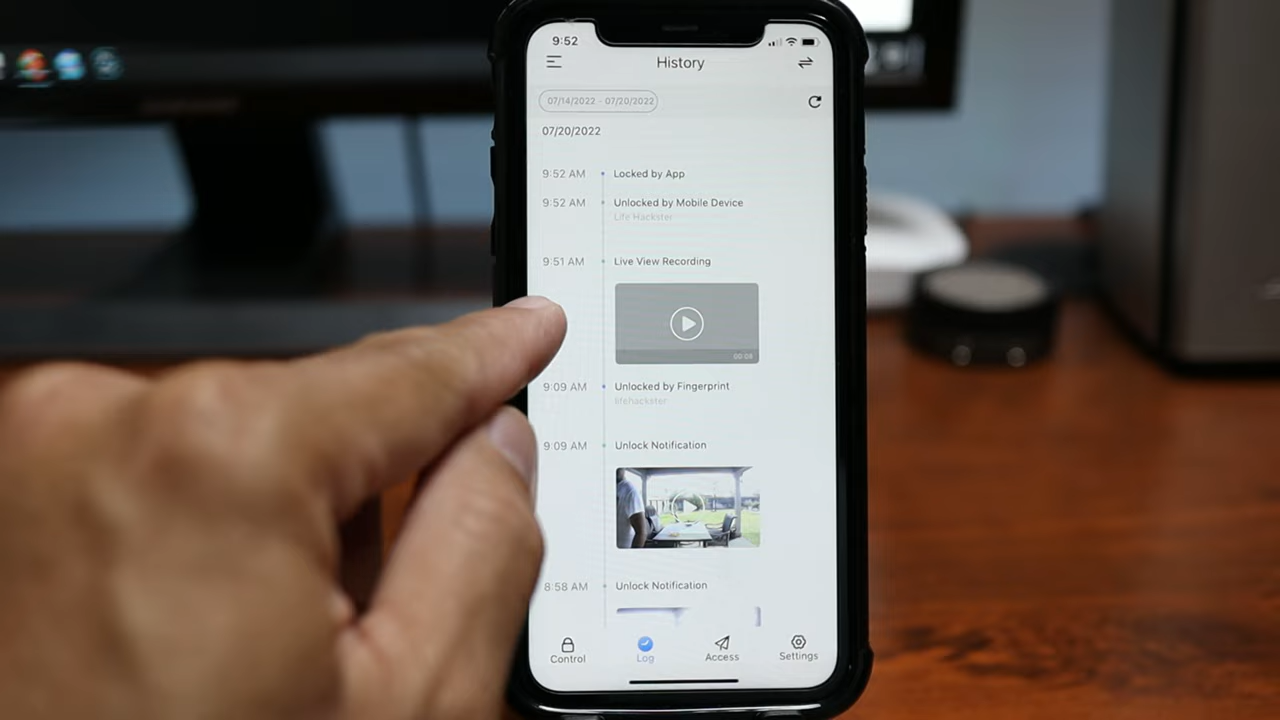 9:52
History
07/14/2022 - 07/20/2022
07/20/2022
9:52 AM Locked by App
9:52 AM Unlocked by Mobile Device
Life Hackster
9:51 AM Live View Recording
00:08
9:09 AM Unlocked by Fingerprint
lifehackster
9:09 AM Unlock Notification
8:58 AM Unlock Notification
Control Log Access Settings